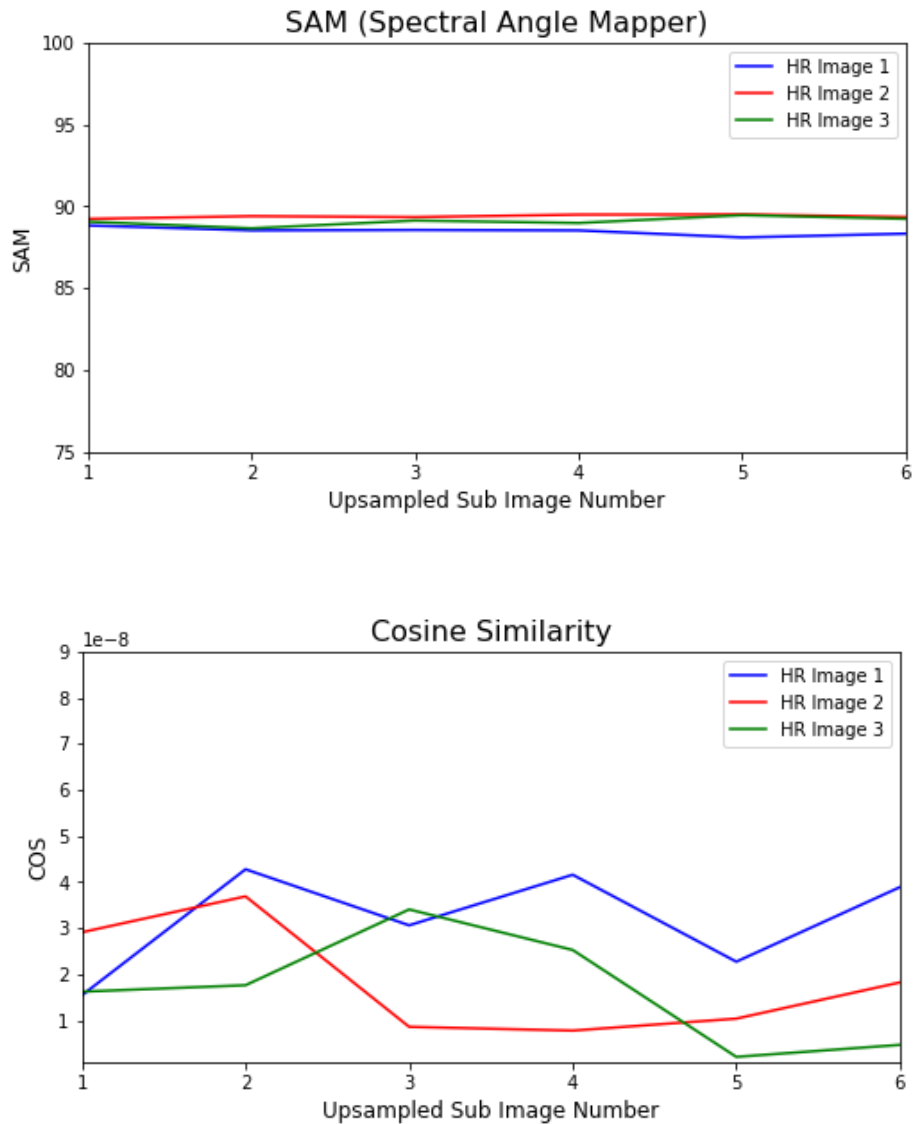 SAM (Spectral Angle Mapper)
100
95
90
85
80
75
SAM
HR Image 1
HR Image 2
HR Image 3
1 2 3 4 5 6
Upsampled Sub Image Number
Cosine Similarity
1e−8
9
8
7
6
5
4
3
2
1
COS
HR Image 1
HR Image 2
HR Image 3
1 2 3 4 5 6
Upsampled Sub Image Number